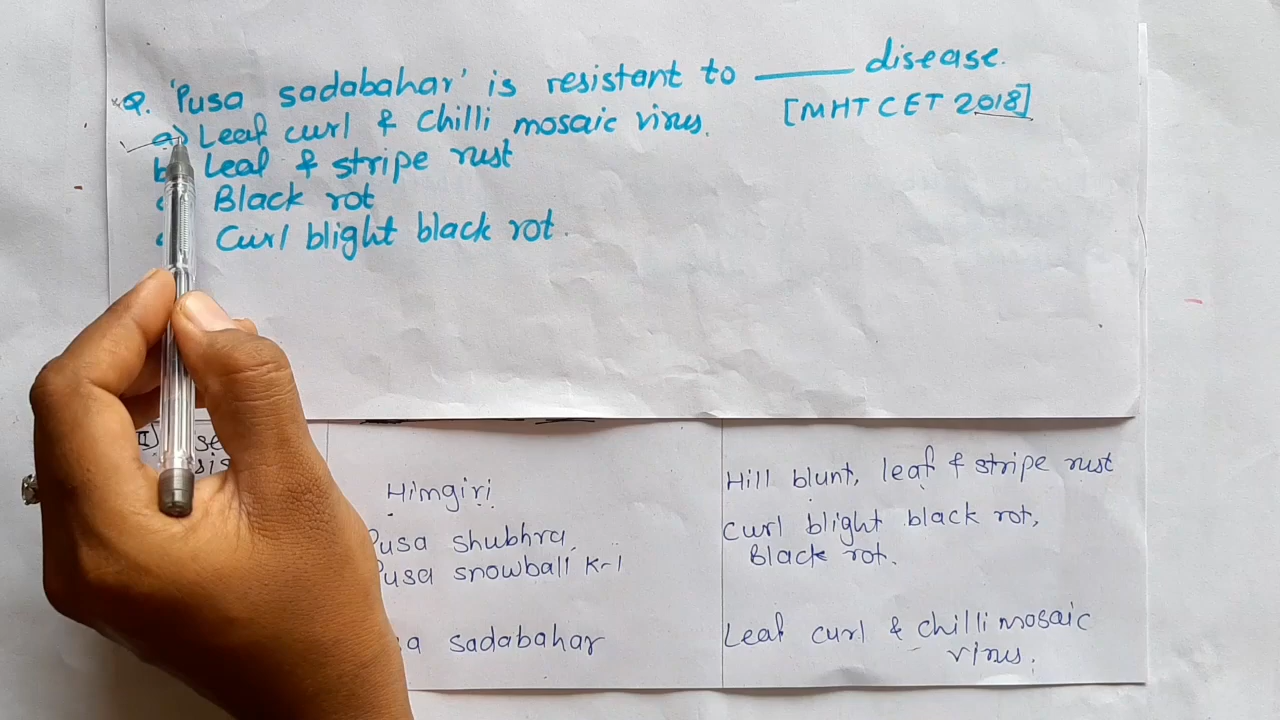 Q. 'Pusa sadabahar' is resistant to ____ disease.
[MHT CET 2018]
a) Leaf curl & Chilli mosaic virus.
b Leaf & stripe rust
Black rot
Curl blight black rot.
II)
Himgiri
Hill blunt, leaf & stripe rust
Pusa shubhra
Curl blight black rot,
Pusa snowball K-1
Black rot.
sadabahar
Leaf curl & chilli mosaic
virus.